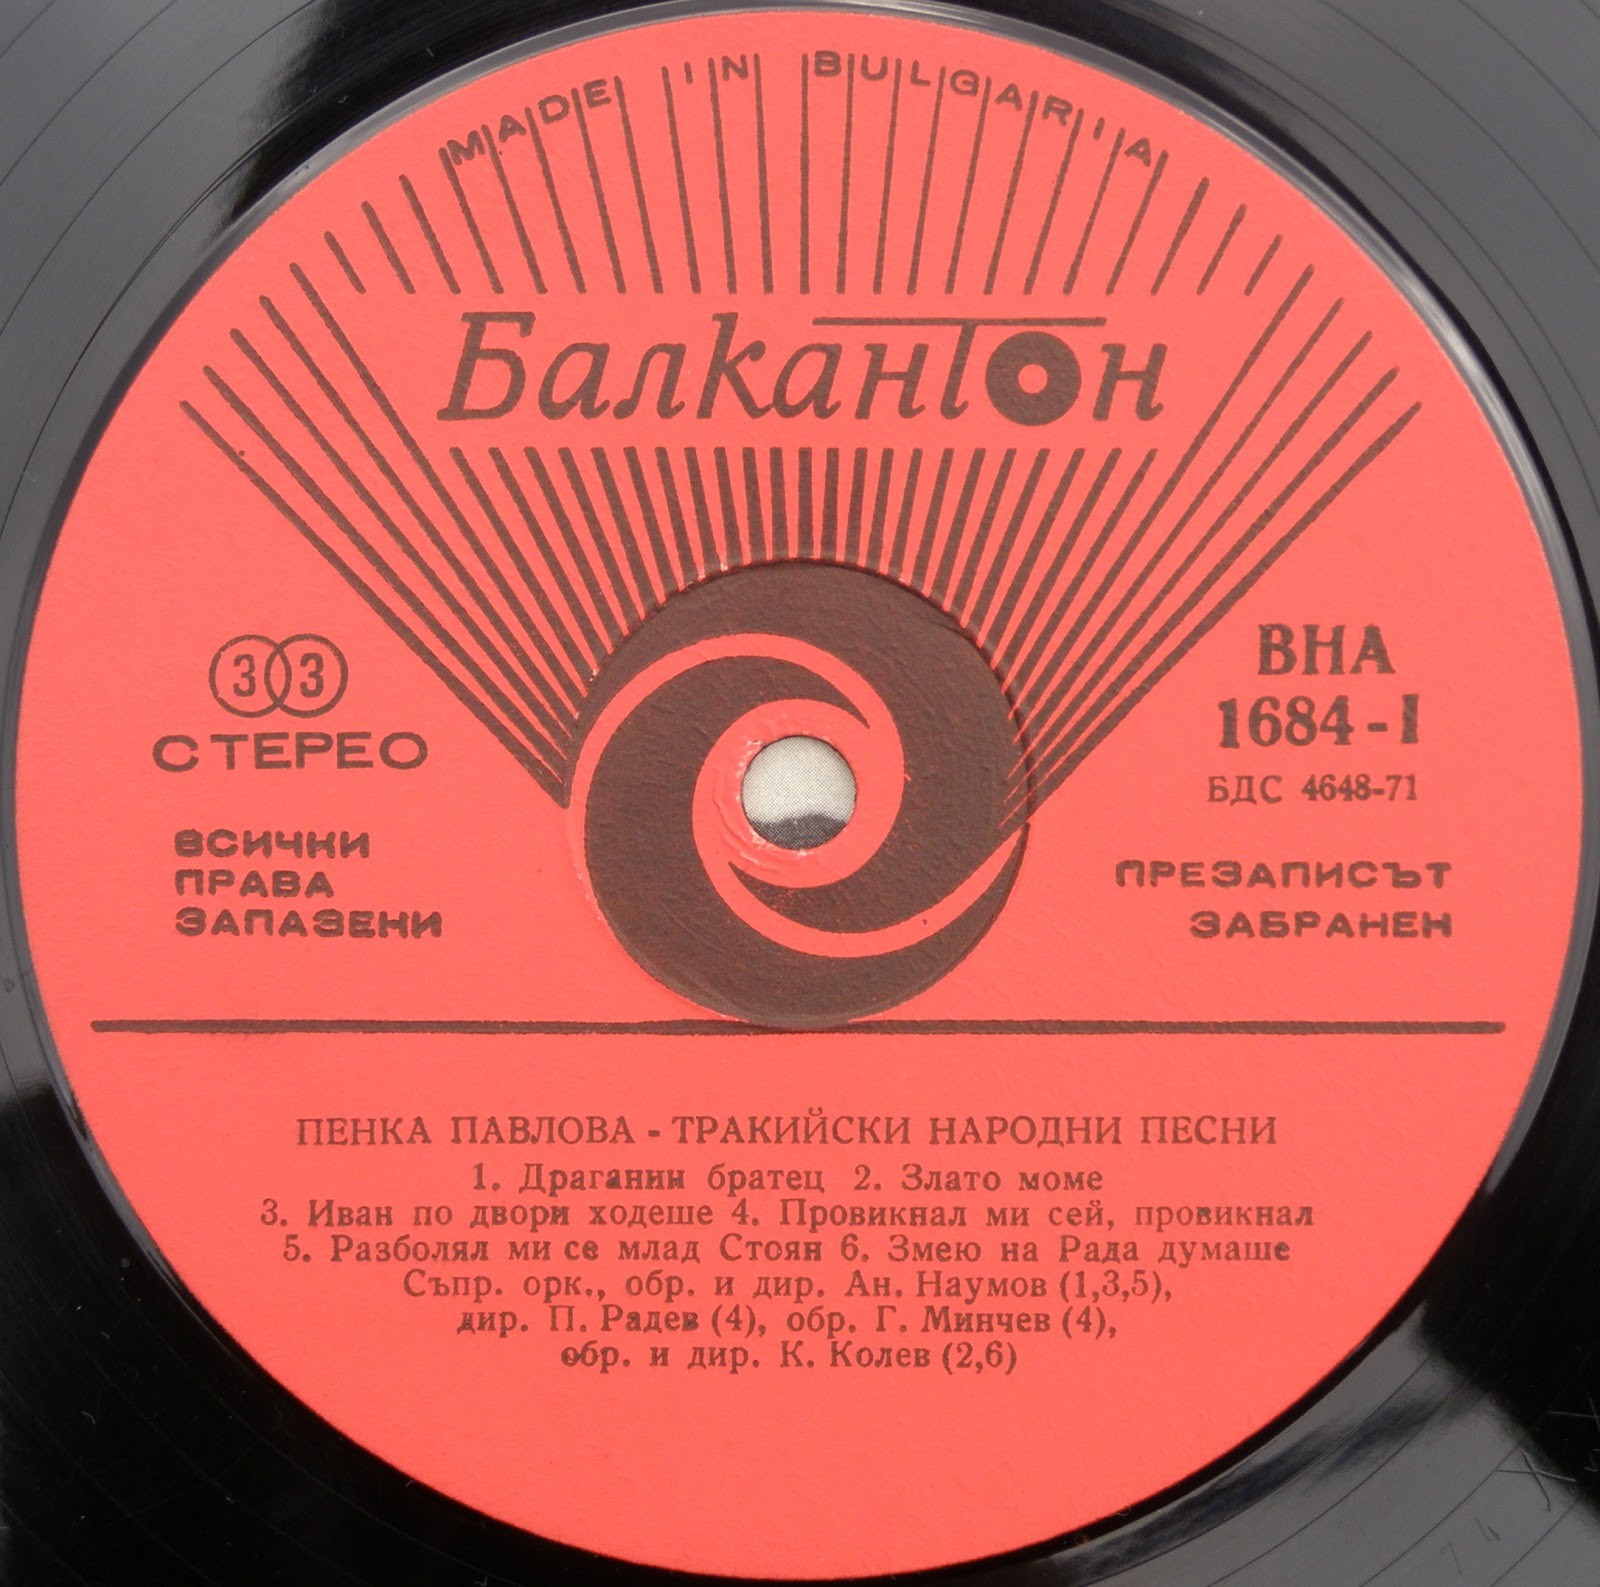 MADE IN BULGARIA
Балкантон
33
СТЕРЕО
ВСИЧКИ
ПРАВА
ЗАПАЗЕНИ
ВНА
1684-I
БДС 4648-71
ПРЕЗАПИСЪТ
ЗАБРАНЕН
ПЕНКА ПАВЛОВА - ТРАКИЙСКИ НАРОДНИ ПЕСНИ
1. Драганин братец 2. Злато моме
3. Иван по двори ходеше 4. Провикнал ми сей, провикнал
5. Разболял ми се млад Стоян 6. Змею на Рада думаше
Съпр. орк., обр. и дир. Ан. Наумов (1,3,5),
дир. П. Радев (4), обр. Г. Минчев (4),
обр. и дир. К. Колев (2,6)